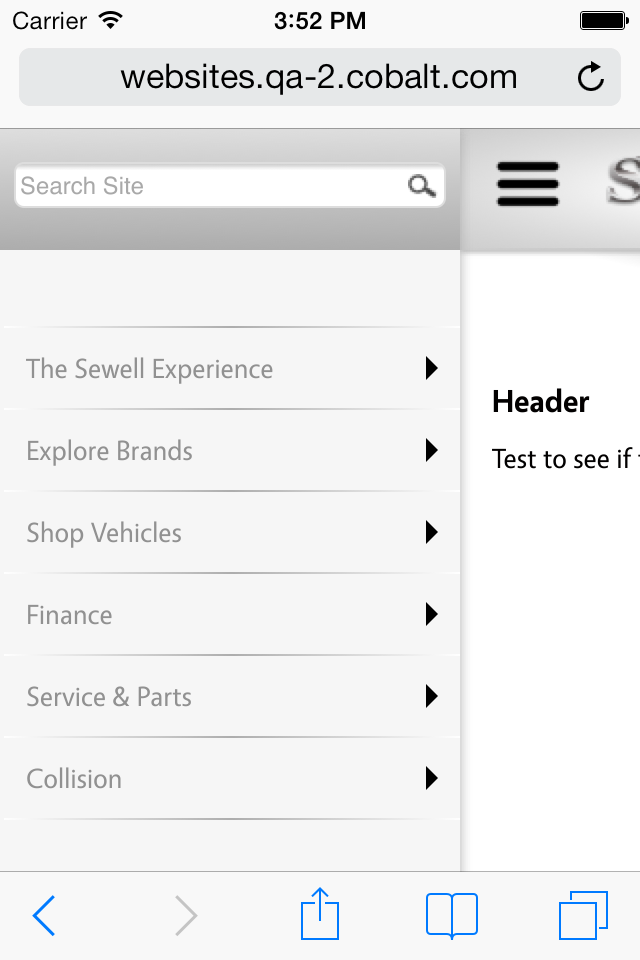 Carrier 3:52 PM
websites.qa-2.cobalt.com
Search Site
S
The Sewell Experience
Explore Brands
Shop Vehicles
Finance
Service & Parts
Collision
Header
Test to see if